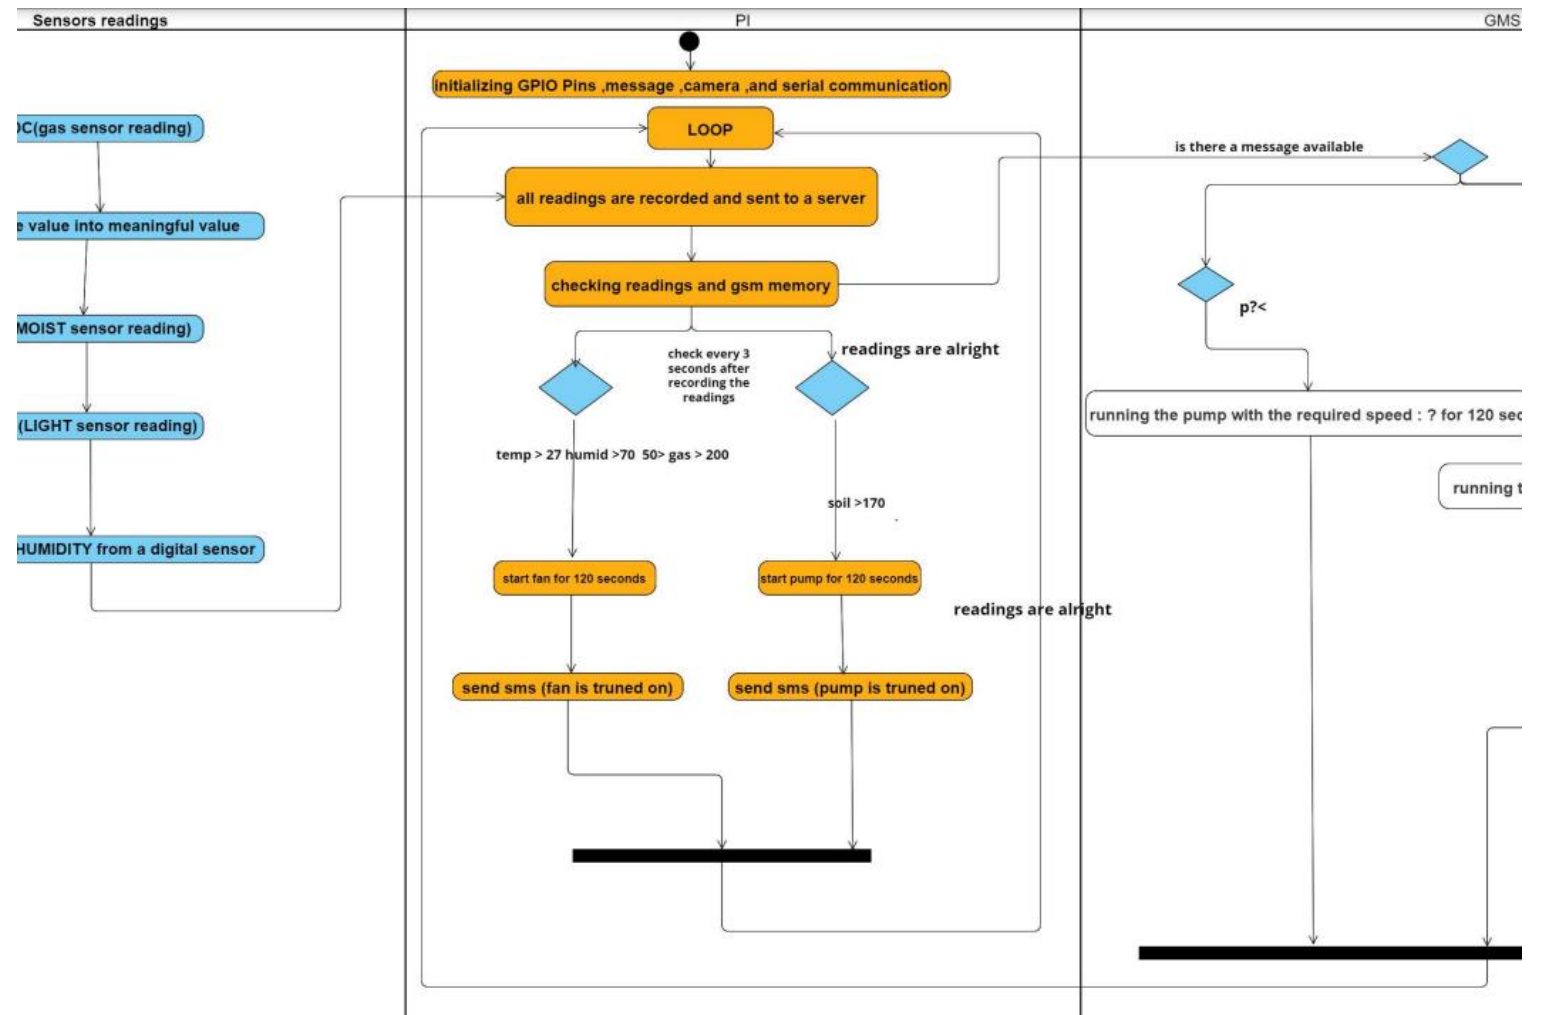 Sensors readings
PI
GMS
initializing GPIO Pins ,message ,camera ,and serial communication
LOOP
C(gas sensor reading)
is there a message available
all readings are recorded and sent to a server
e value into meaningful value
checking readings and gsm memory
p?<
MOIST sensor reading)
readings are alright
check every 3
seconds after
recording the
readings
(LIGHT sensor reading)
running the pump with the required speed : ? for 120 sec
temp > 27 humid >70 50> gas > 200
running t
soil >170
HUMIDITY from a digital sensor
start fan for 120 seconds
start pump for 120 seconds
readings are alright
send sms (fan is truned on)
send sms (pump is truned on)